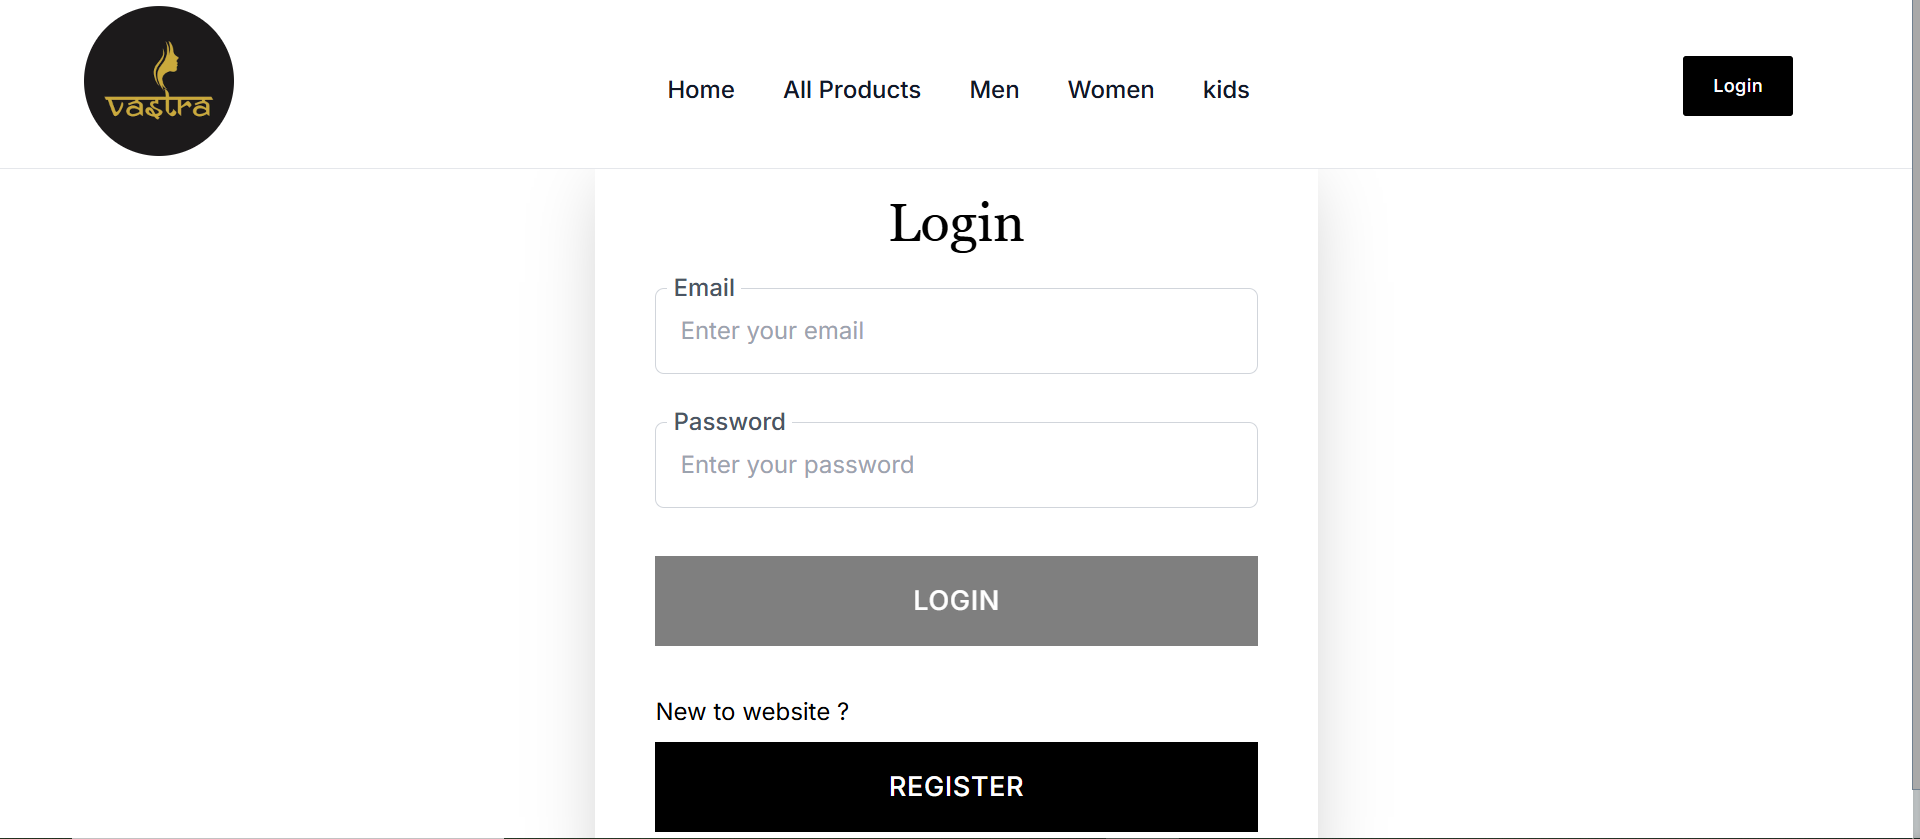 vastra
Home
All Products
Men
Women
kids
Login
Login
Email
Enter your email
Password
Enter your password
LOGIN
New to website ?
REGISTER